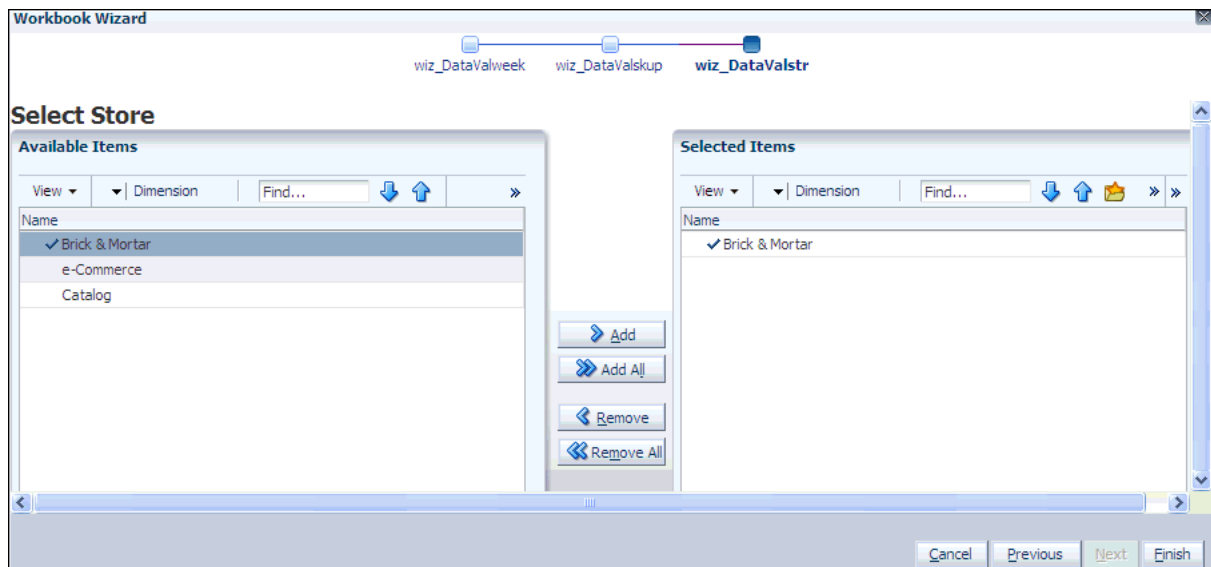 Workbook Wizard
wiz_DataValweek wiz_DataValskup wiz_DataValstr
Select Store
Available Items
View Dimension Find...
Name
Brick & Mortar
e-Commerce
Catalog
Add
Add All
Remove
Remove All
Selected Items
View Dimension Find...
Name
Brick & Mortar
Cancel Previous Next Finish